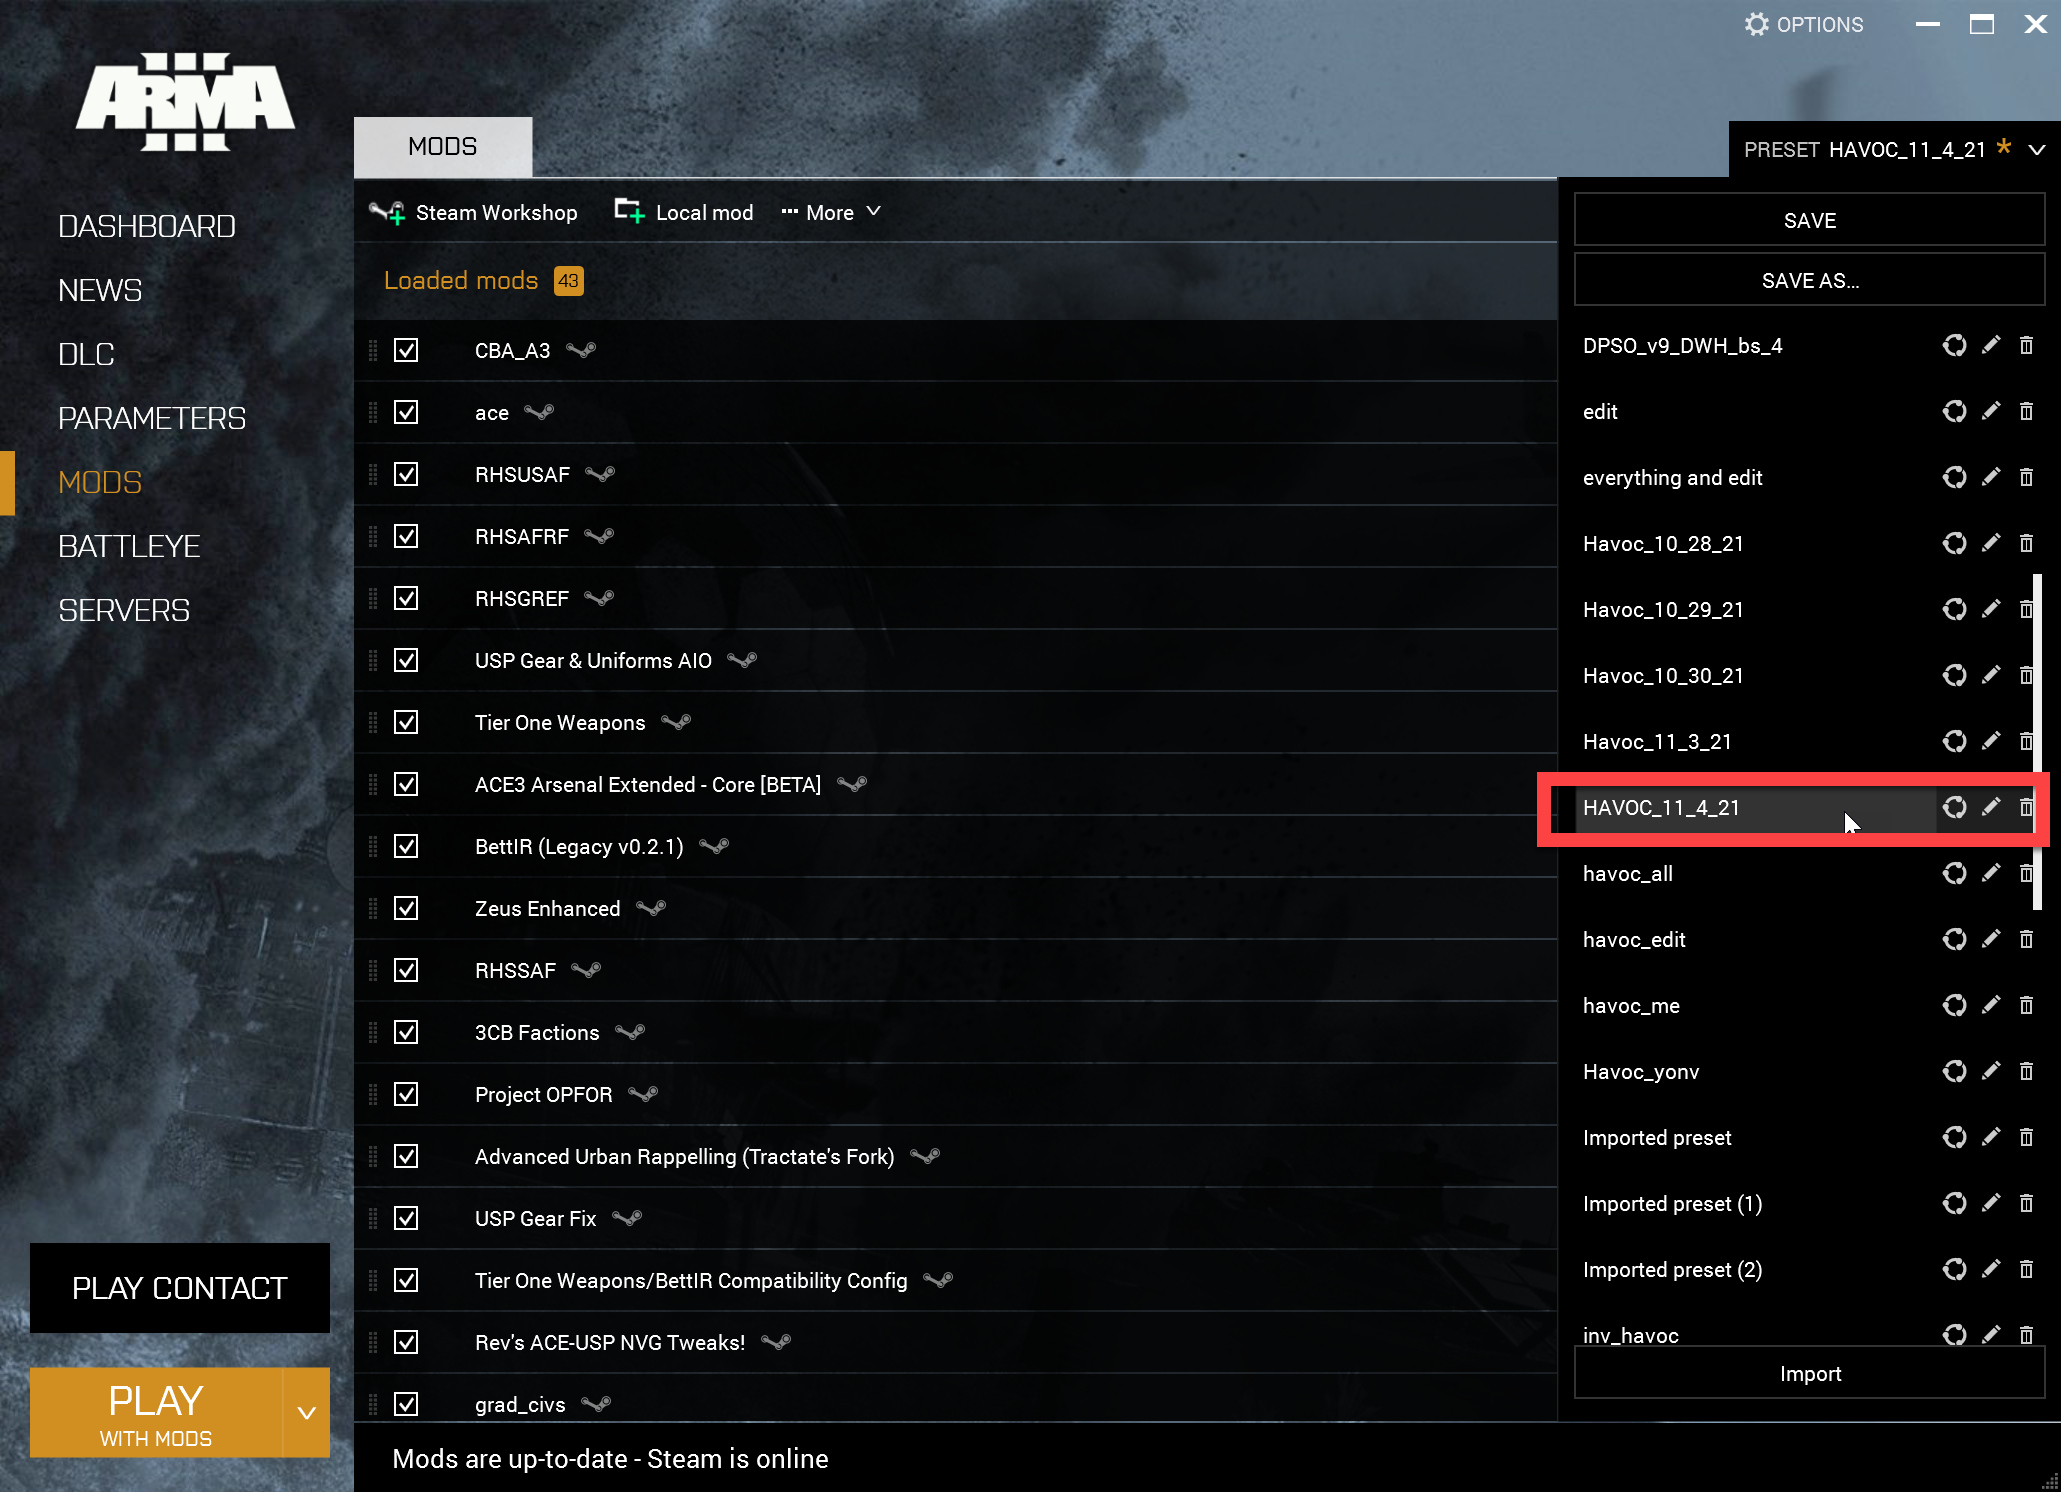 OPTIONS
ARMA III
MODS
PRESET HAVOC_11_4_21 *
DASHBOARD
NEWS
DLC
PARAMETERS
MODS
BATTLEYE
SERVERS
PLAY CONTACT
PLAY
WITH MODS
Steam Workshop
Local mod
··· More
Loaded mods 43
CBA_A3
ace
RHSUSAF
RHSAFRF
RHSGREF
USP Gear & Uniforms AIO
Tier One Weapons
ACE3 Arsenal Extended - Core [BETA]
BettIR (Legacy v0.2.1)
Zeus Enhanced
RHSSAF
3CB Factions
Project OPFOR
Advanced Urban Rappelling (Tractate's Fork)
USP Gear Fix
Tier One Weapons/BettIR Compatibility Config
Rev's ACE-USP NVG Tweaks!
grad_civs
Mods are up-to-date - Steam is online
SAVE
SAVE AS...
DPSO_v9_DWH_bs_4
edit
everything and edit
Havoc_10_28_21
Havoc_10_29_21
Havoc_10_30_21
Havoc_11_3_21
HAVOC_11_4_21
havoc_all
havoc_edit
havoc_me
Havoc_yonv
Imported preset
Imported preset (1)
Imported preset (2)
inv_havoc
Import